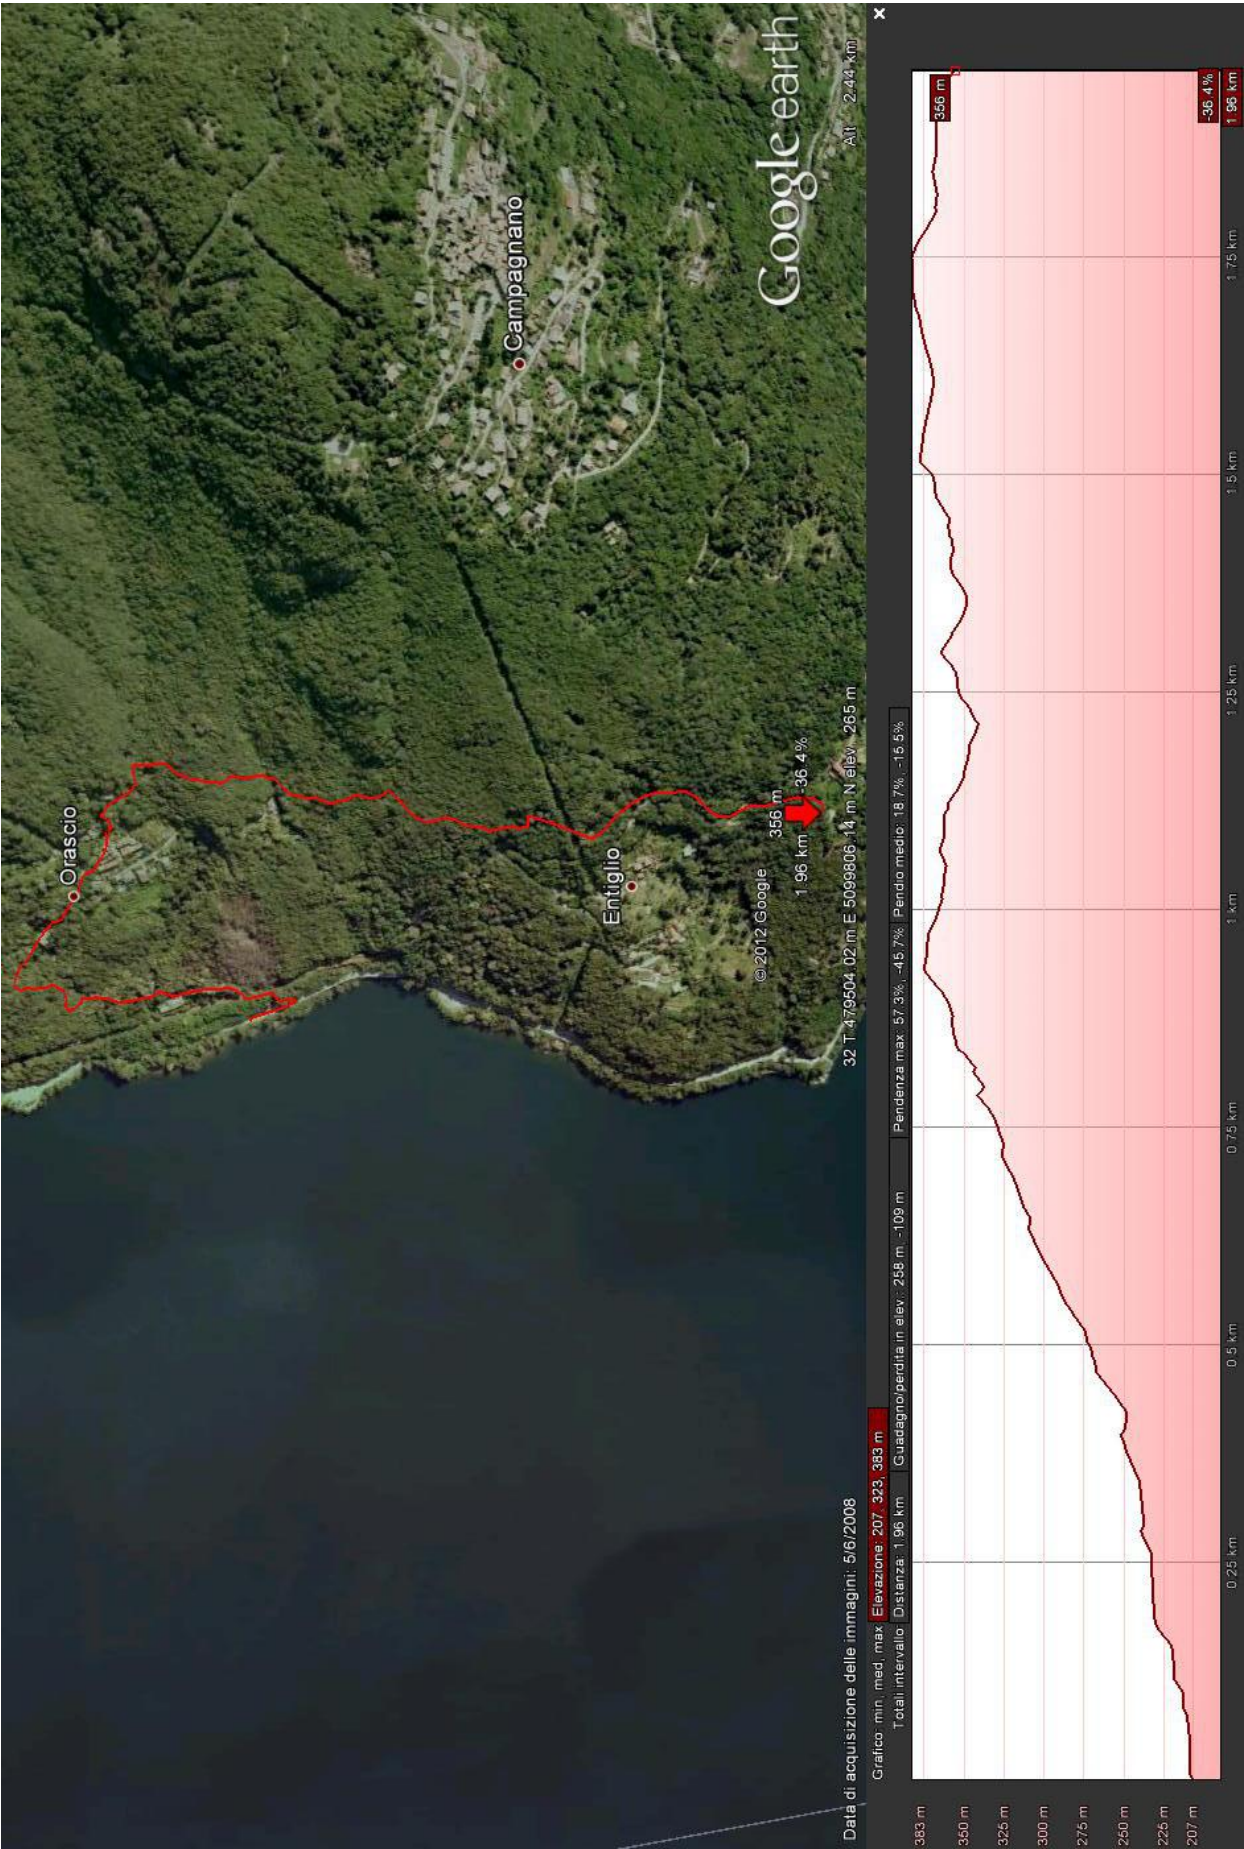 Orascio
Campagnano
Entiglio
356 m
1.96 km
-36.4%
© 2012 Google
Google earth
Data di acquisizione delle immagini: 5/6/2008
32 T 479504.02 m E 5099806.14 m N elev. 265 m
Alt 2.44 km
Grafico: min, med, max Elevazione: 207, 323, 383 m
Totali intervallo: Distanza: 1.96 km Guadagno/perdita in elev.: 258 m, -109 m Pendenza max: 57.3%, -45.7% Pendio medio: 18.7%, -15.5%
383 m
350 m
325 m
300 m
275 m
250 m
225 m
207 m
356 m
-36.4%
0.25 km
0.5 km
0.75 km
1 km
1.25 km
1.5 km
1.75 km
1.96 km